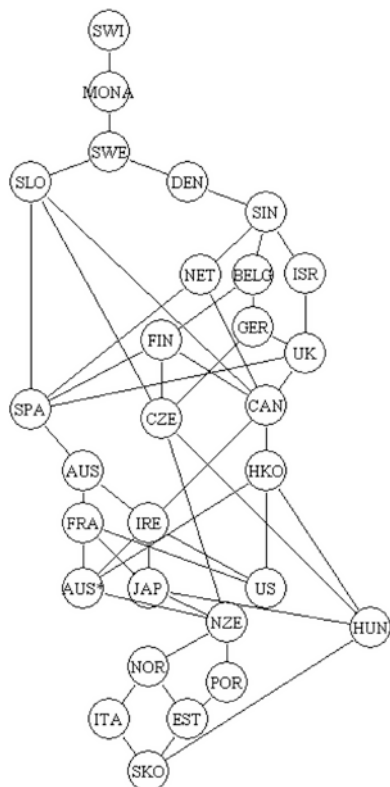 SWI
MONA
SWE
SLO DEN
SIN
NET BELG ISR
GER
FIN UK
SPA CZE CAN
AUS HKO
FRA IRE
AUS* JAP US
NZE HUN
NOR POR
ITA EST
SKO